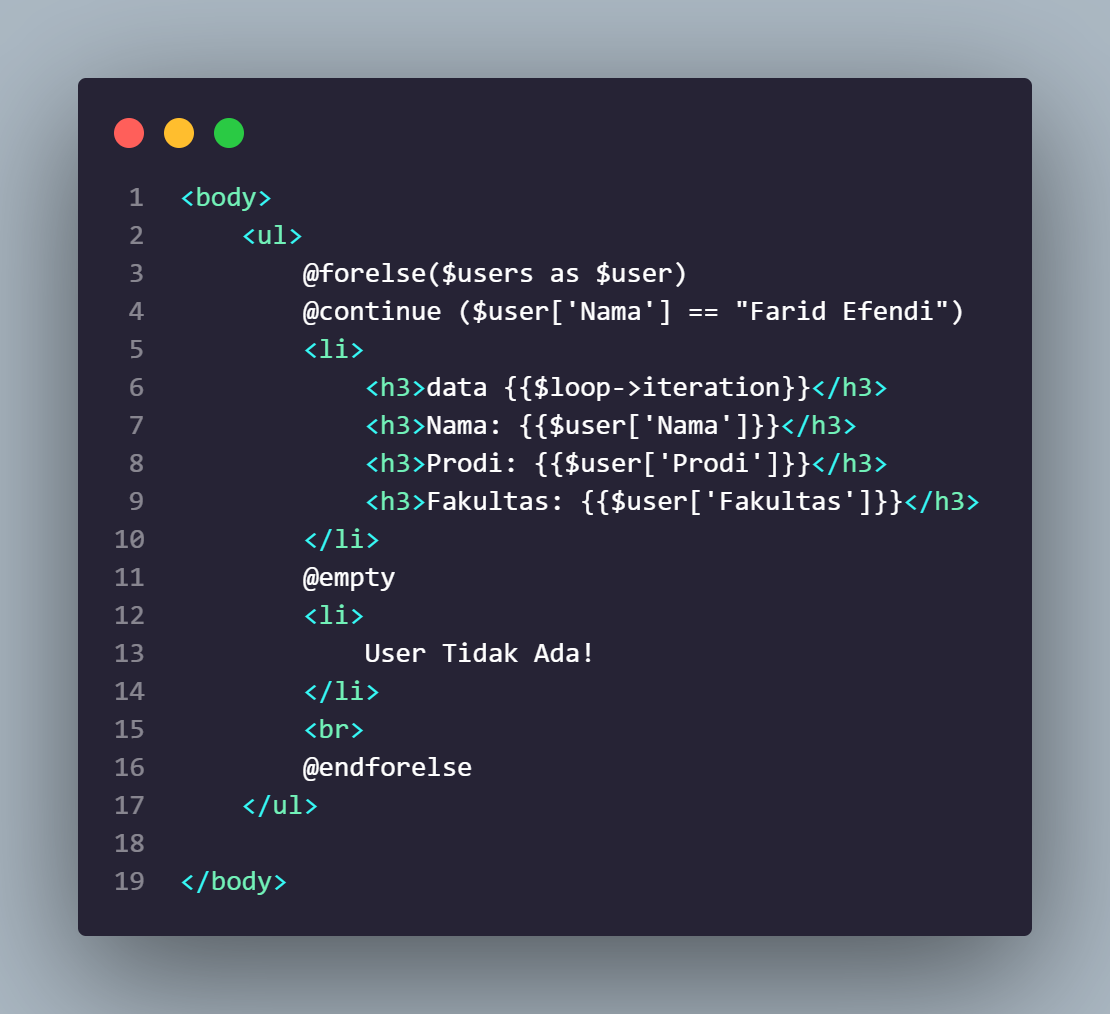 1 <body>
2     <ul>
3         @forelse($users as $user)
4         @continue ($user['Nama'] == "Farid Efendi")
5         <li>
6             <h3>data {{$loop->iteration}}</h3>
7             <h3>Nama: {{$user['Nama']}}</h3>
8             <h3>Prodi: {{$user['Prodi']}}</h3>
9             <h3>Fakultas: {{$user['Fakultas']}}</h3>
10         </li>
11         @empty
12         <li>
13             User Tidak Ada!
14         </li>
15         <br>
16         @endforelse
17     </ul>
18
19 </body>